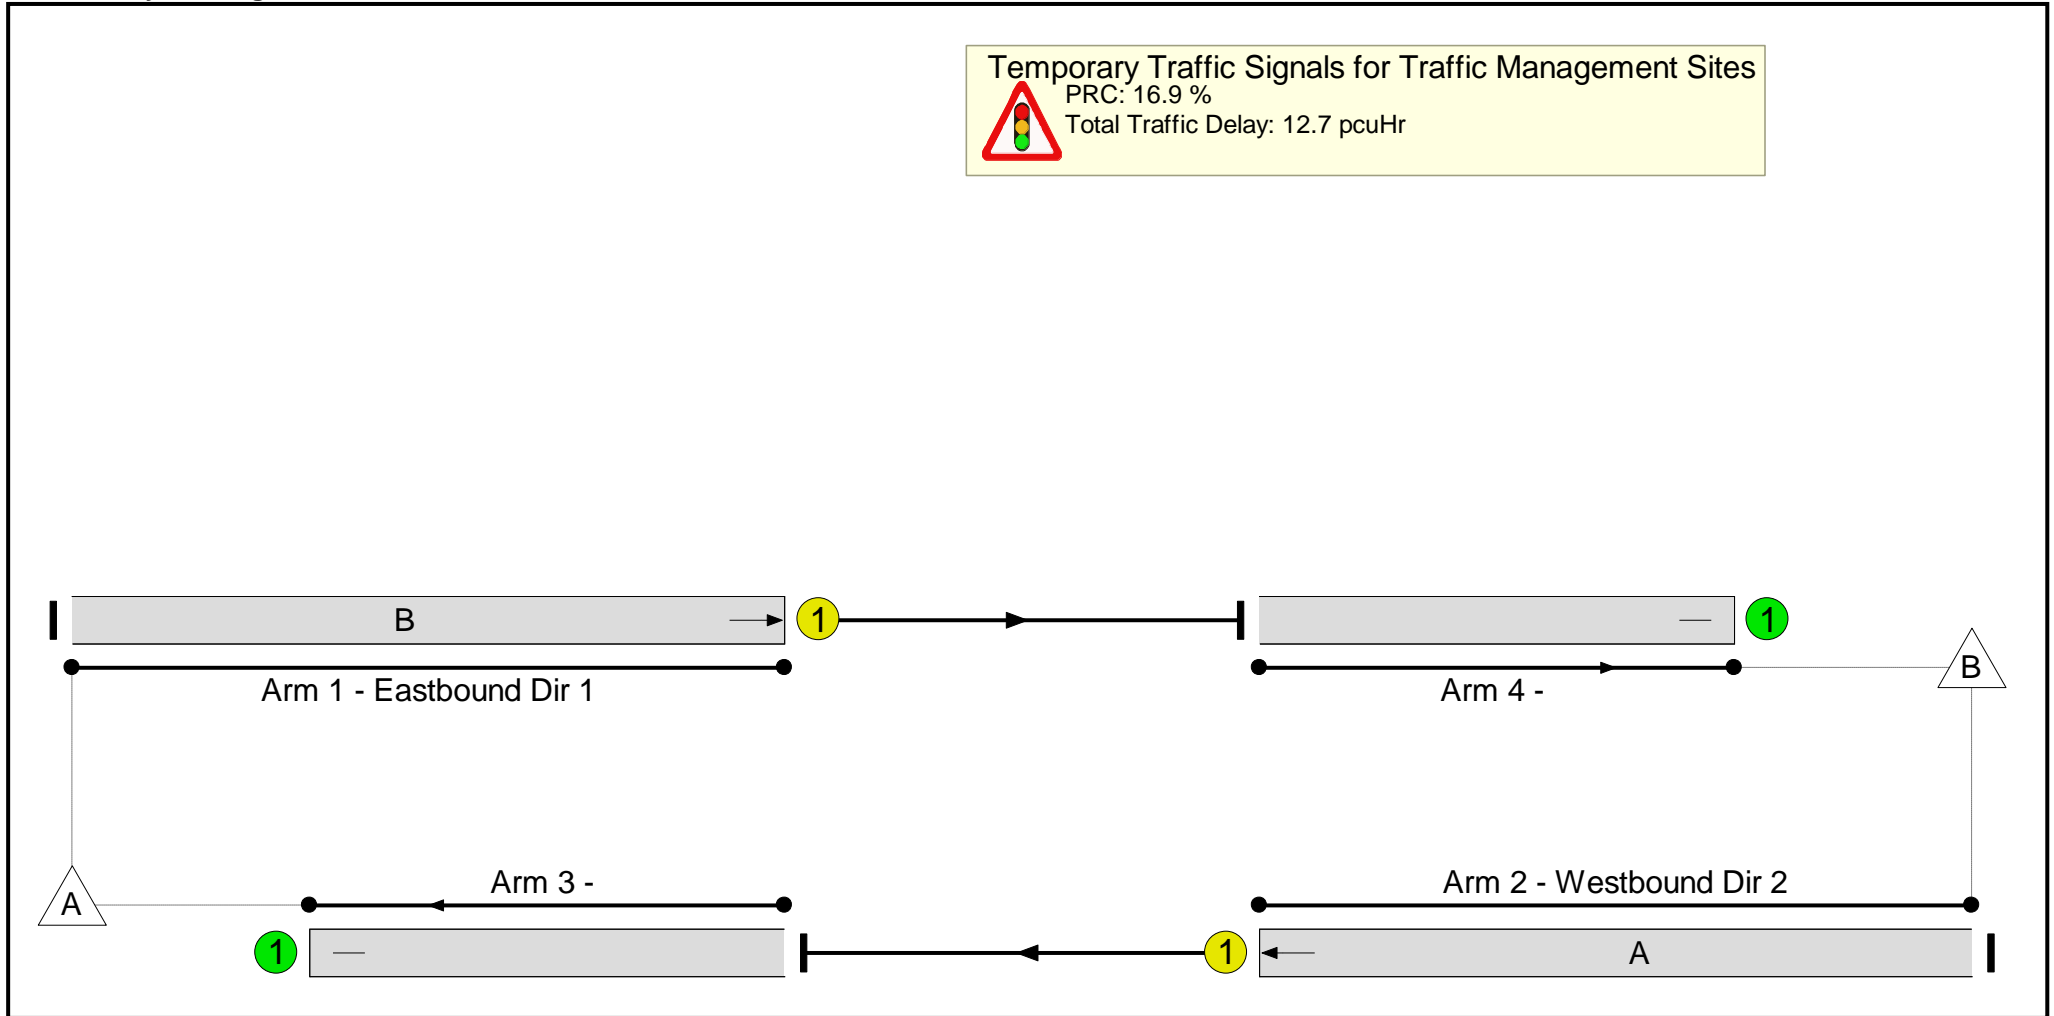 Temporary Traffic Signals for Traffic Management Sites
PRC: 16.9 %
Total Traffic Delay: 12.7 pcuHr
B
1
1
Arm 1 - Eastbound Dir 1
Arm 4 -
B
Arm 3 -
Arm 2 - Westbound Dir 2
A
1
1
A